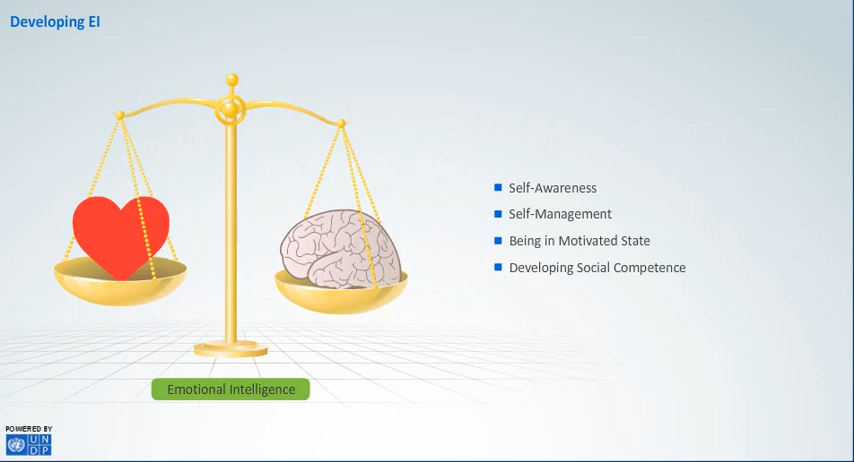 Developing EI
Self-Awareness
Self-Management
Being in Motivated State
Developing Social Competence
Emotional Intelligence
POWERED BY
U N
D P